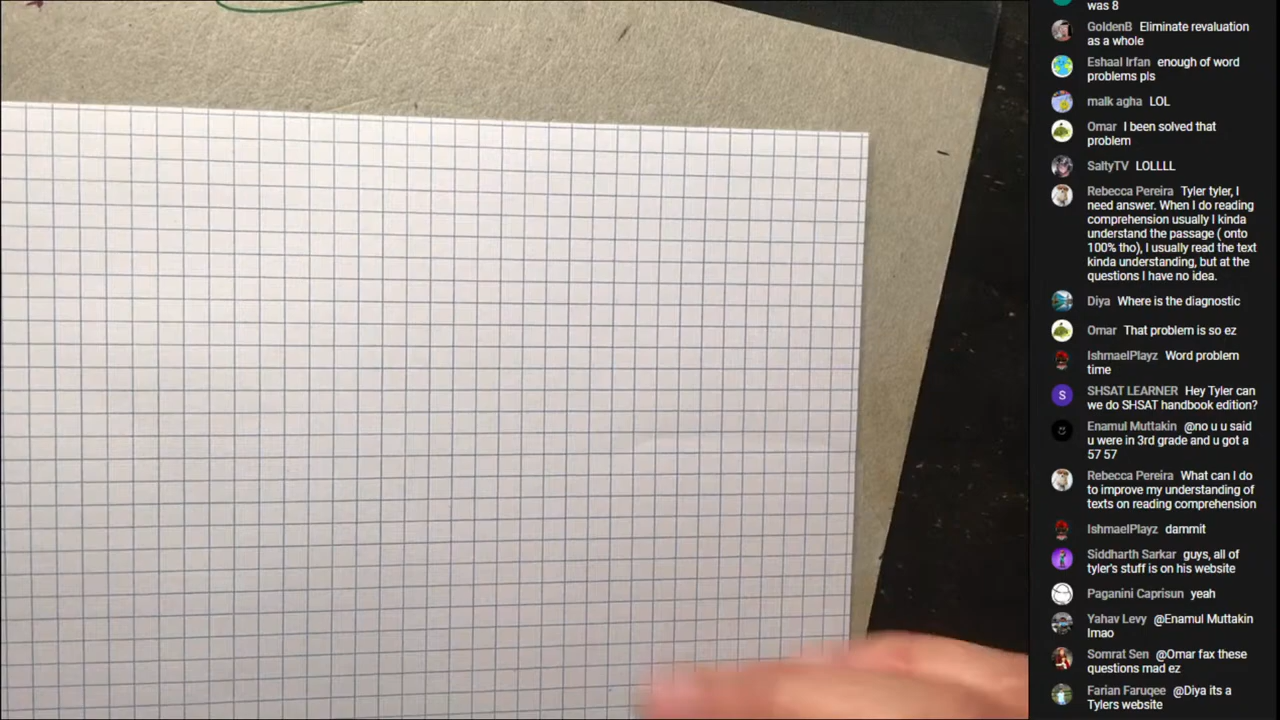 was 8
GoldenB Eliminate revaluation
as a whole
Eshaal Irfan enough of word
problems pls
malk agha LOL
Omar I been solved that
problem
SaltyTV LOLLLL
Rebecca Pereira Tyler tyler, I
need answer. When I do reading
comprehension usually I kinda
understand the passage ( onto
100% tho), I usually read the text
kinda understanding, but at the
questions I have no idea.
Diya Where is the diagnostic
Omar That problem is so ez
IshmaelPlayz Word problem
time
S SHSAT LEARNER Hey Tyler can
we do SHSAT handbook edition?
Enamul Muttakin @no u u said
u were in 3rd grade and u got a
57 57
Rebecca Pereira What can I do
to improve my understanding of
texts on reading comprehension
IshmaelPlayz dammit
Siddharth Sarkar guys, all of
tyler's stuff is on his website
Paganini Caprisun yeah
Yahav Levy @Enamul Muttakin
lmao
Somrat Sen @Omar fax these
questions mad ez
Farian Faruqee @Diya its a
Tylers website